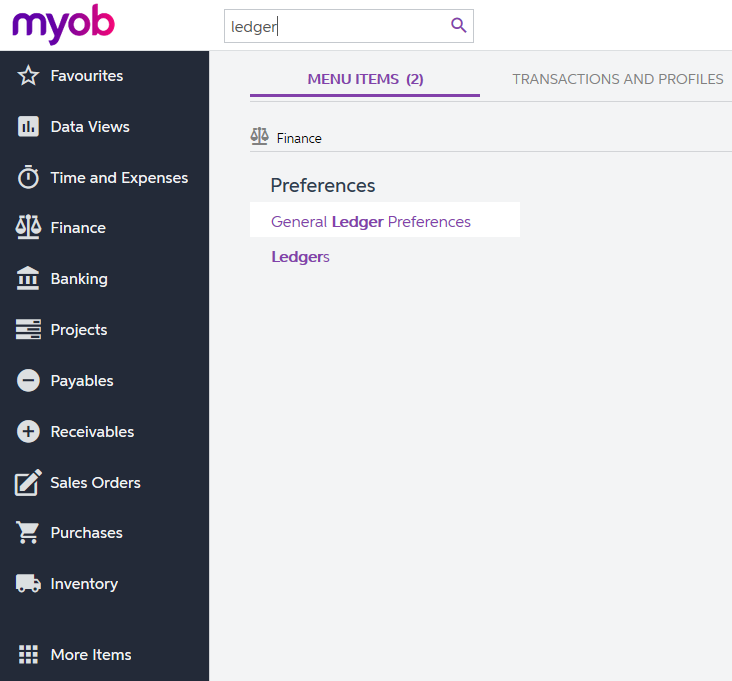 myob
ledger
MENU ITEMS (2)
TRANSACTIONS AND PROFILES
Favourites
Data Views
Time and Expenses
Finance
Banking
Projects
Payables
Receivables
Sales Orders
Purchases
Inventory
More Items
Finance
Preferences
General Ledger Preferences
Ledgers